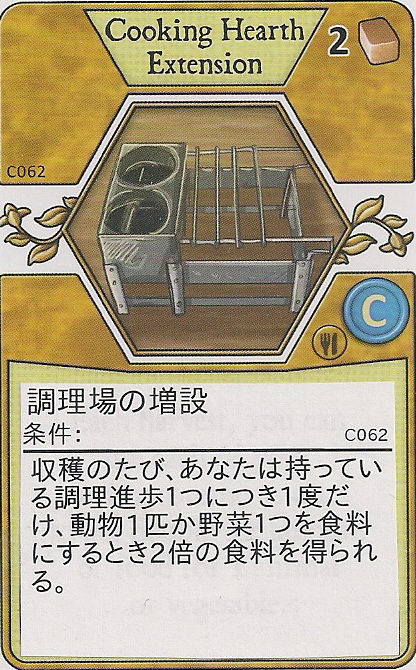 Cooking Hearth
Extension
2
C062
C
調理場の増設
条件:
C062
収穫のたび、あなたは持ってい
る調理進歩1つにつき1度だ
け、動物1匹か野菜1つを食料
にするとき2倍の食料を得られ
る。